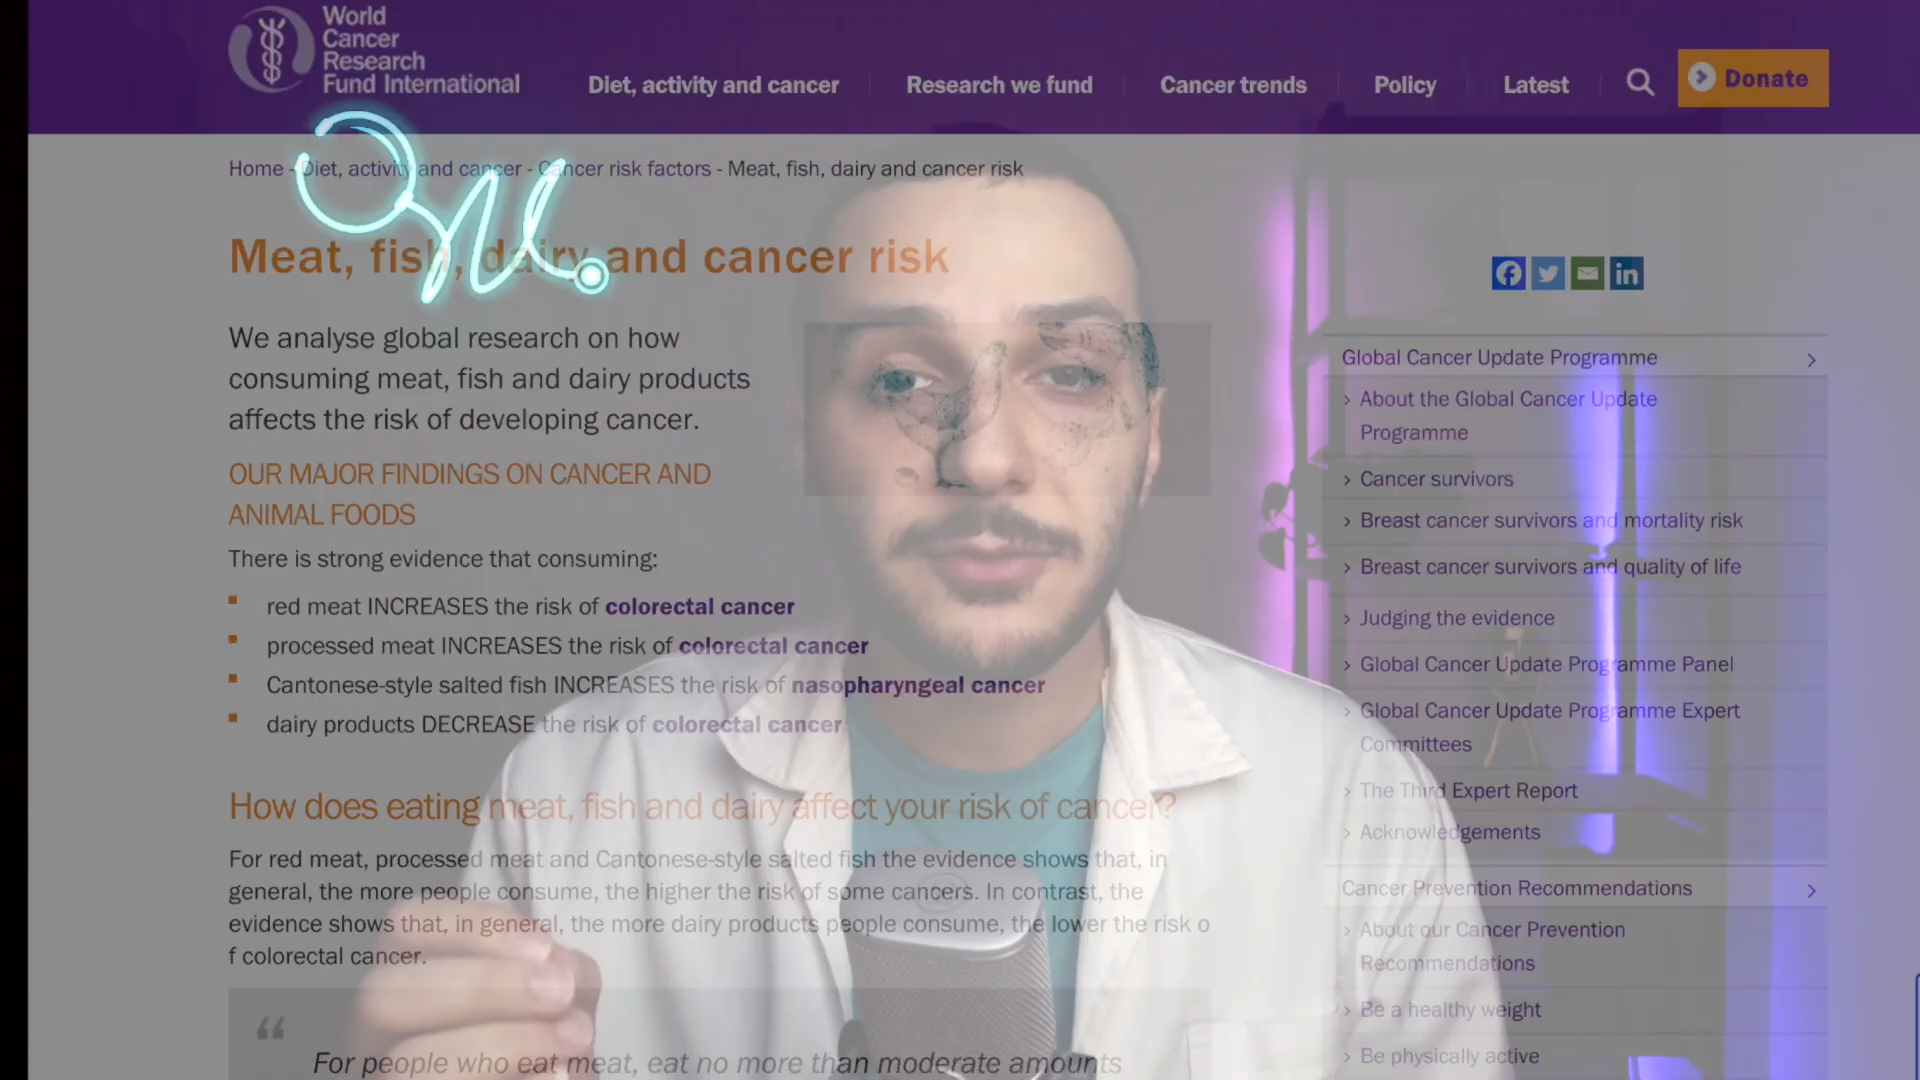 World
Cancer
Research
Fund International
Diet, activity and cancer
Research we fund
Cancer trends
Policy
Latest
Donate
Home - Diet, activity and cancer - Cancer risk factors - Meat, fish, dairy and cancer risk
Meat, fish, dairy and cancer risk
We analyse global research on how
consuming meat, fish and dairy products
affects the risk of developing cancer.
OUR MAJOR FINDINGS ON CANCER AND
ANIMAL FOODS
There is strong evidence that consuming:
red meat INCREASES the risk of colorectal cancer
processed meat INCREASES the risk of colorectal cancer
Cantonese-style salted fish INCREASES the risk of nasopharyngeal cancer
dairy products DECREASE the risk of colorectal cancer
How does eating meat, fish and dairy affect your risk of cancer?
For red meat, processed meat and Cantonese-style salted fish the evidence shows that, in
general, the more people consume, the higher the risk of some cancers. In contrast, the
evidence shows that, in general, the more dairy products people consume, the lower the risk o
f colorectal cancer.
“
For people who eat meat, eat no more than moderate amounts
Global Cancer Update Programme
About the Global Cancer Update
Programme
Cancer survivors
Breast cancer survivors and mortality risk
Breast cancer survivors and quality of life
Judging the evidence
Global Cancer Update Programme Panel
Global Cancer Update Programme Expert
Committees
The Third Expert Report
Acknowledgements
Cancer Prevention Recommendations
About our Cancer Prevention
Recommendations
Be a healthy weight
Be physically active